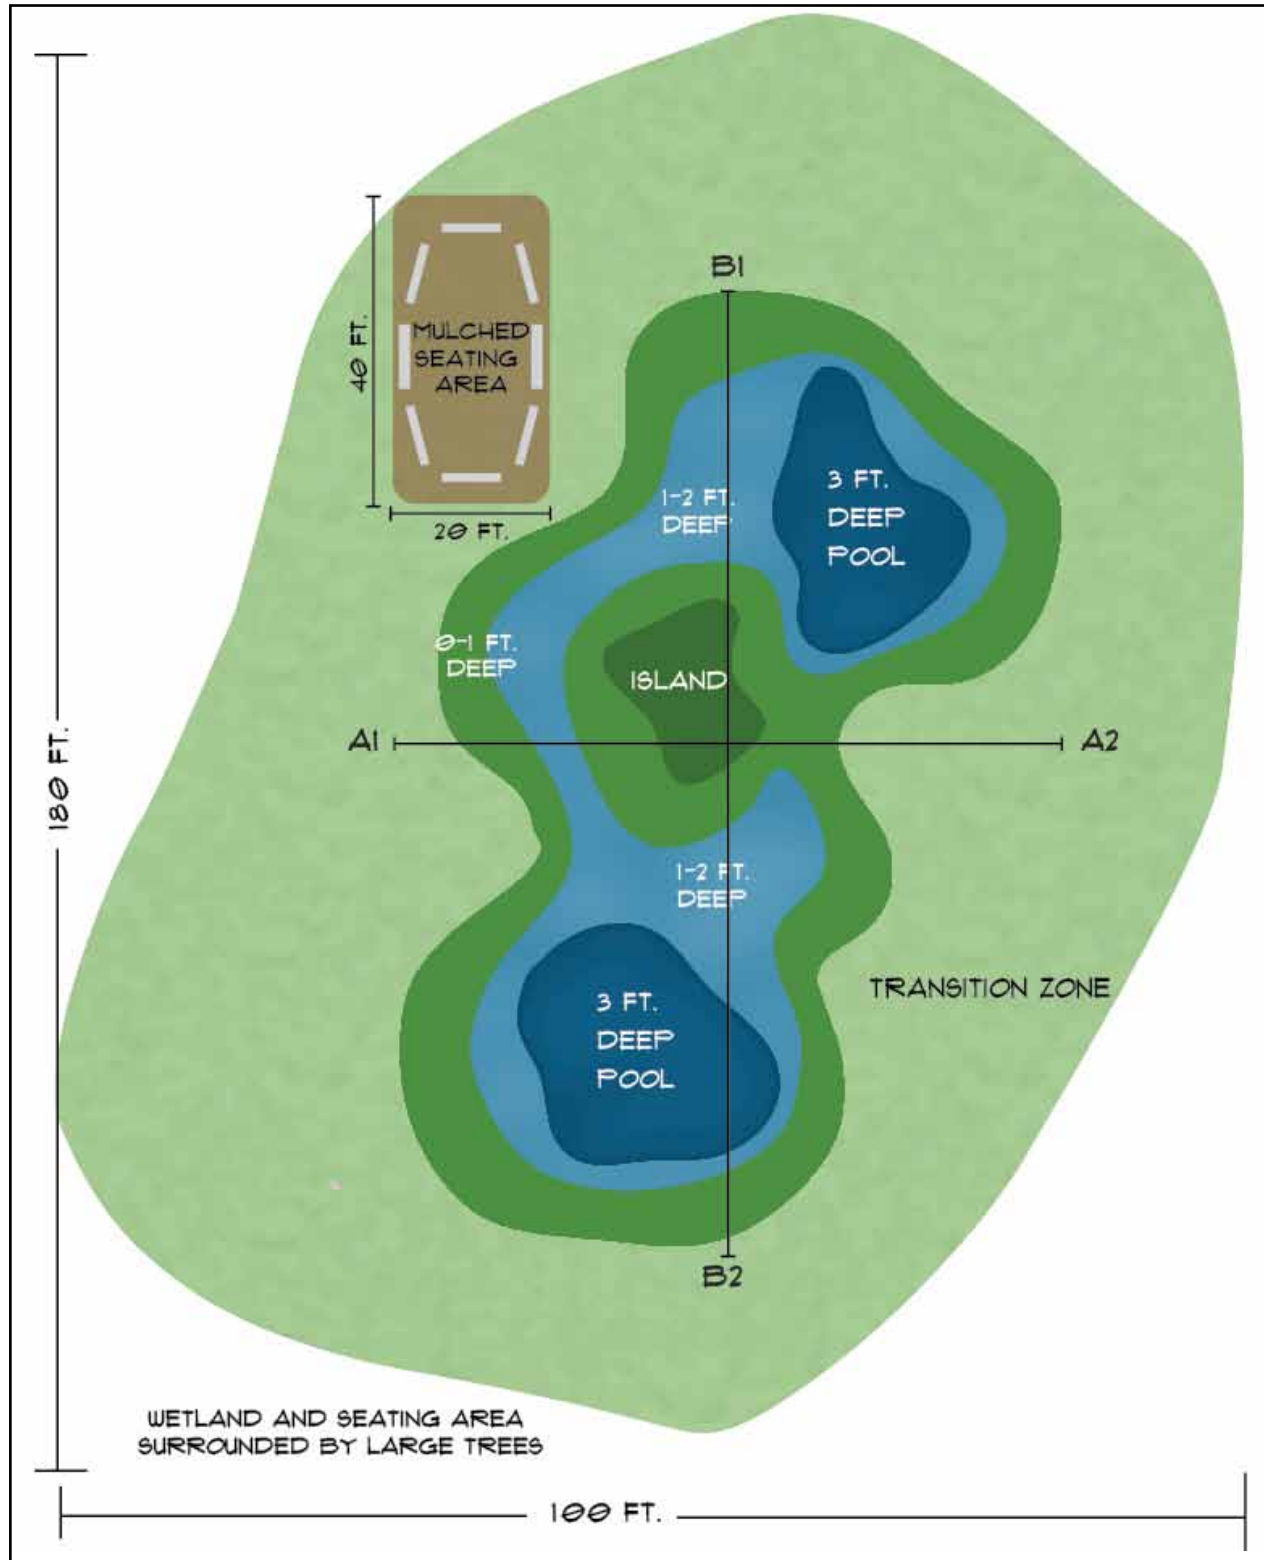 B1
40 FT.
MULCHED
SEATING
AREA
20 FT.
1-2 FT.
DEEP
3 FT.
DEEP
POOL
0-1 FT.
DEEP
ISLAND
A1
A2
180 FT.
1-2 FT.
DEEP
3 FT.
DEEP
POOL
TRANSITION ZONE
B2
WETLAND AND SEATING AREA
SURROUNDED BY LARGE TREES
100 FT.